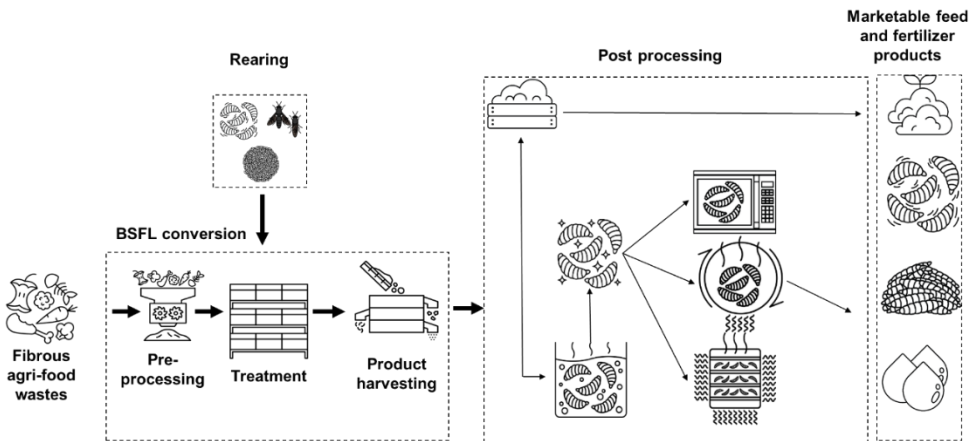 Marketable feed
and fertilizer
products
Rearing
Post processing
BSFL conversion
Fibrous
agri-food
wastes
Pre-
processing
Treatment
Product
harvesting